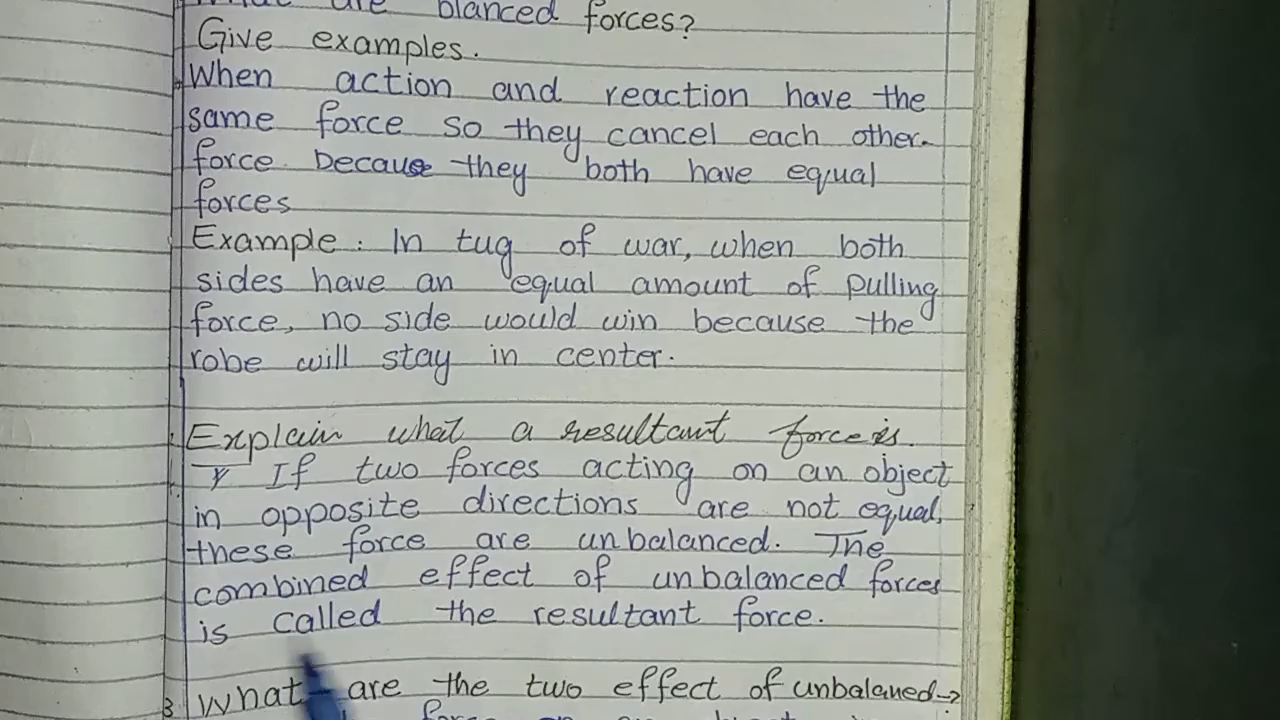 are blanced forces?
Give examples.
When action and reaction have the
same force so they cancel each other.
force because they both have equal
forces
Example: In tug of war, when both
sides have an equal amount of pulling
force, no side would win because the
robe will stay in center.
Explain what a resultant force is.
If two forces acting on an object
in opposite directions are not equal,
these force are unbalanced. The
combined effect of unbalanced forces
is called the resultant force.
3 What are the two effect of unbalaned-?